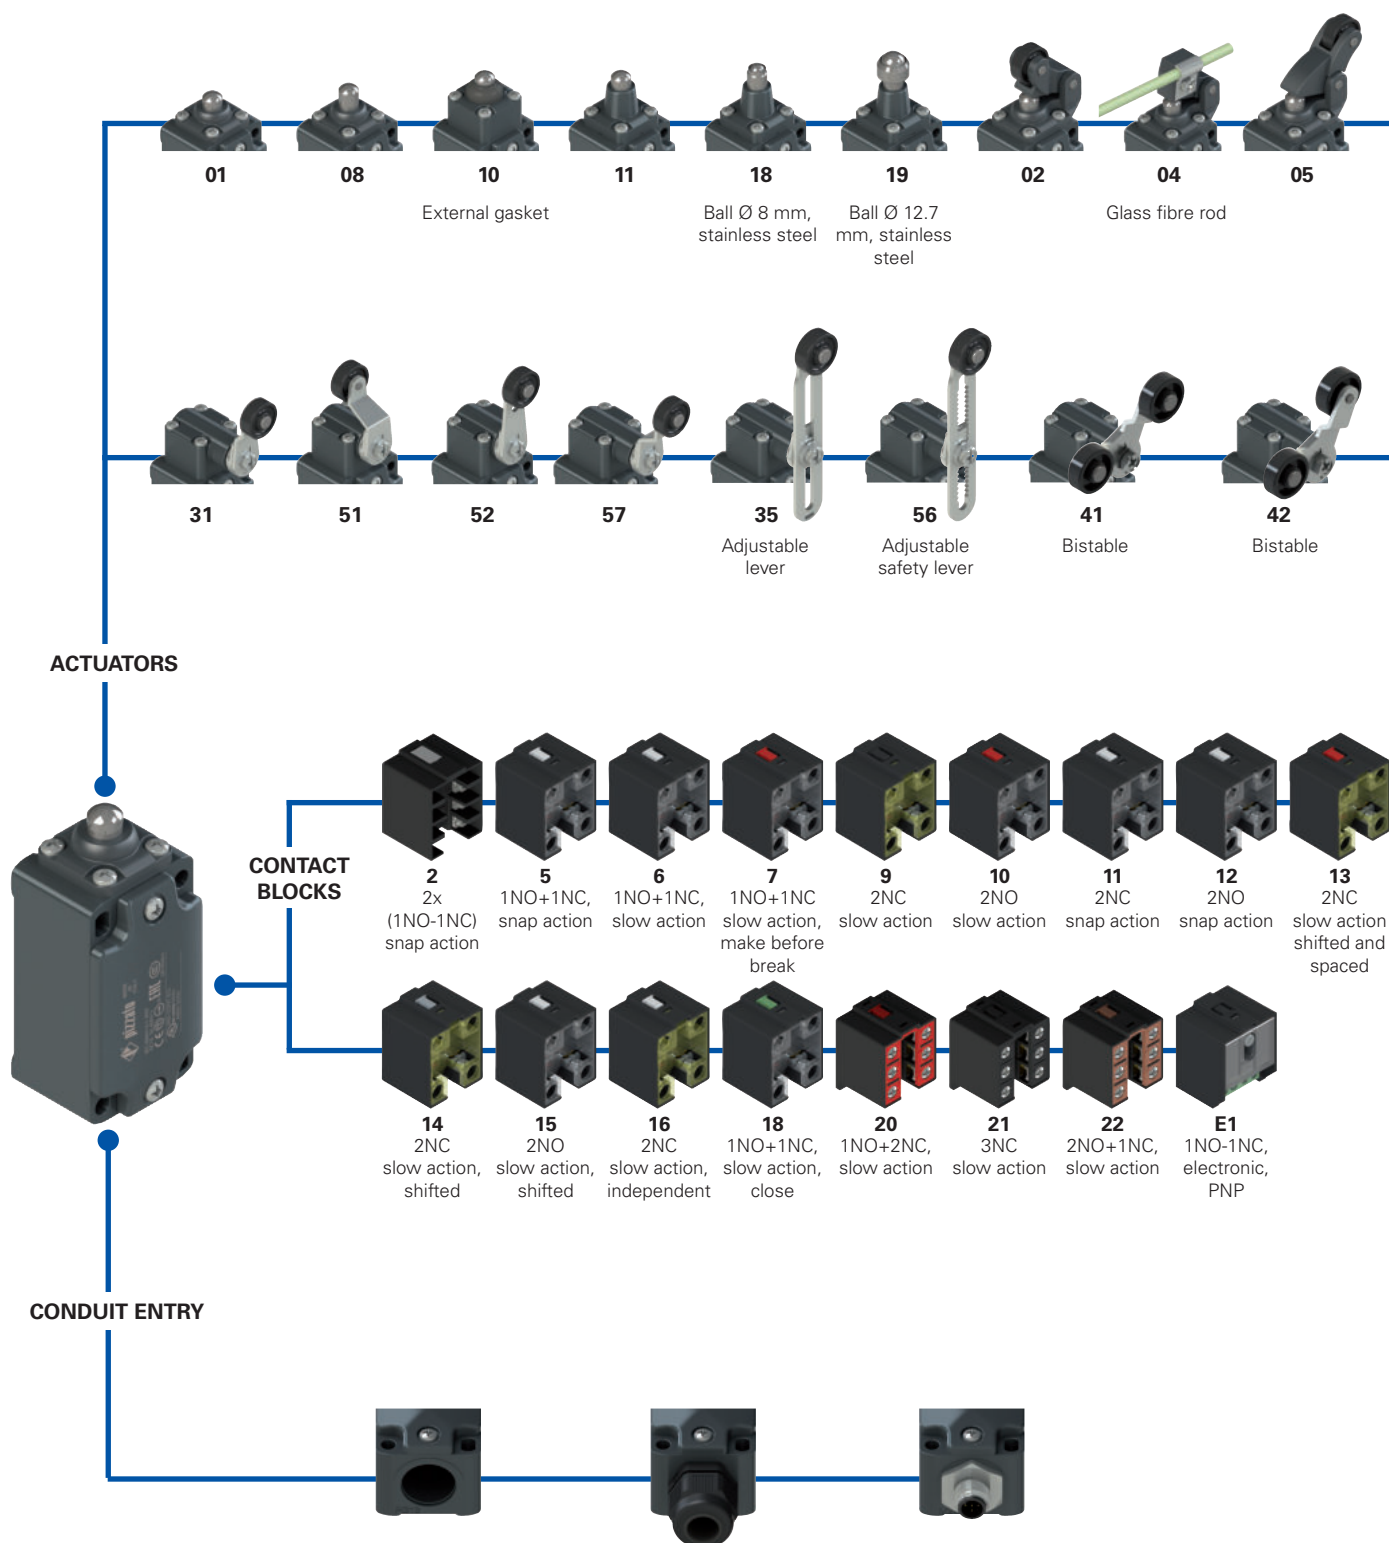 01
08
10
11
18
19
02
04
05
External gasket
Ball Ø 8 mm,
stainless steel
Ball Ø 12.7
mm, stainless
steel
Glass fibre rod
31
51
52
57
35
56
41
42
Adjustable
lever
Adjustable
safety lever
Bistable
Bistable
ACTUATORS
CONTACT
BLOCKS
2
2x
(1NO-1NC)
snap action
5
1NO+1NC,
snap action
6
1NO+1NC,
slow action
7
1NO+1NC
slow action,
make before
break
9
2NC
slow action
10
2NO
slow action
11
2NC
snap action
12
2NO
snap action
13
2NC
slow action
shifted and
spaced
pizzato
14
2NC
slow action,
shifted
15
2NO
slow action,
shifted
16
2NC
slow action,
independent
18
1NO+1NC,
slow action,
close
20
1NO+2NC,
slow action
21
3NC
slow action
22
2NO+1NC,
slow action
E1
1NO-1NC,
electronic,
PNP
CONDUIT ENTRY